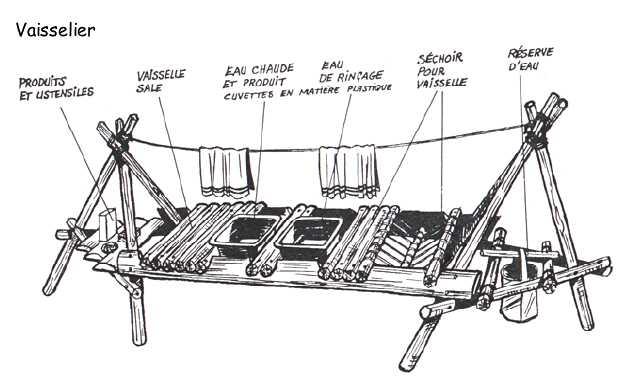 Vaisselier
PRODUITS
ET USTENSILES
VAISSELLE
SALE
EAU CHAUDE
ET PRODUIT
CUVETTES EN MATIÈRE PLASTIQUE
EAU
DE RINÇAGE
SÉCHOIR
POUR
VAISSELLE
RÉSERVE
D'EAU